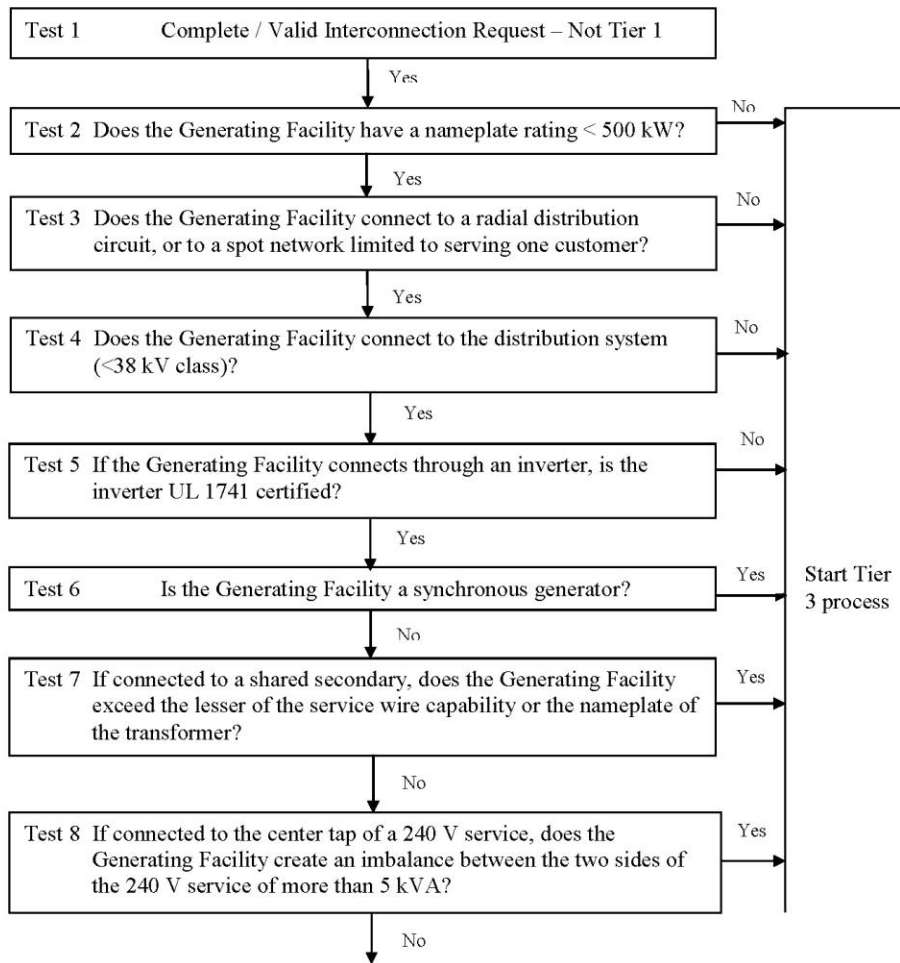 Test 1 Complete / Valid Interconnection Request – Not Tier 1
Yes
No
Test 2 Does the Generating Facility have a nameplate rating < 500 kW?
Yes
No
Test 3 Does the Generating Facility connect to a radial distribution
circuit, or to a spot network limited to serving one customer?
Yes
No
Test 4 Does the Generating Facility connect to the distribution system
(<38 kV class)?
Yes
No
Test 5 If the Generating Facility connects through an inverter, is the
inverter UL 1741 certified?
Yes
Test 6 Is the Generating Facility a synchronous generator?
Yes
Start Tier
3 process
No
Test 7 If connected to a shared secondary, does the Generating Facility
exceed the lesser of the service wire capability or the nameplate of
the transformer?
Yes
No
Test 8 If connected to the center tap of a 240 V service, does the
Generating Facility create an imbalance between the two sides of
the 240 V service of more than 5 kVA?
Yes
No